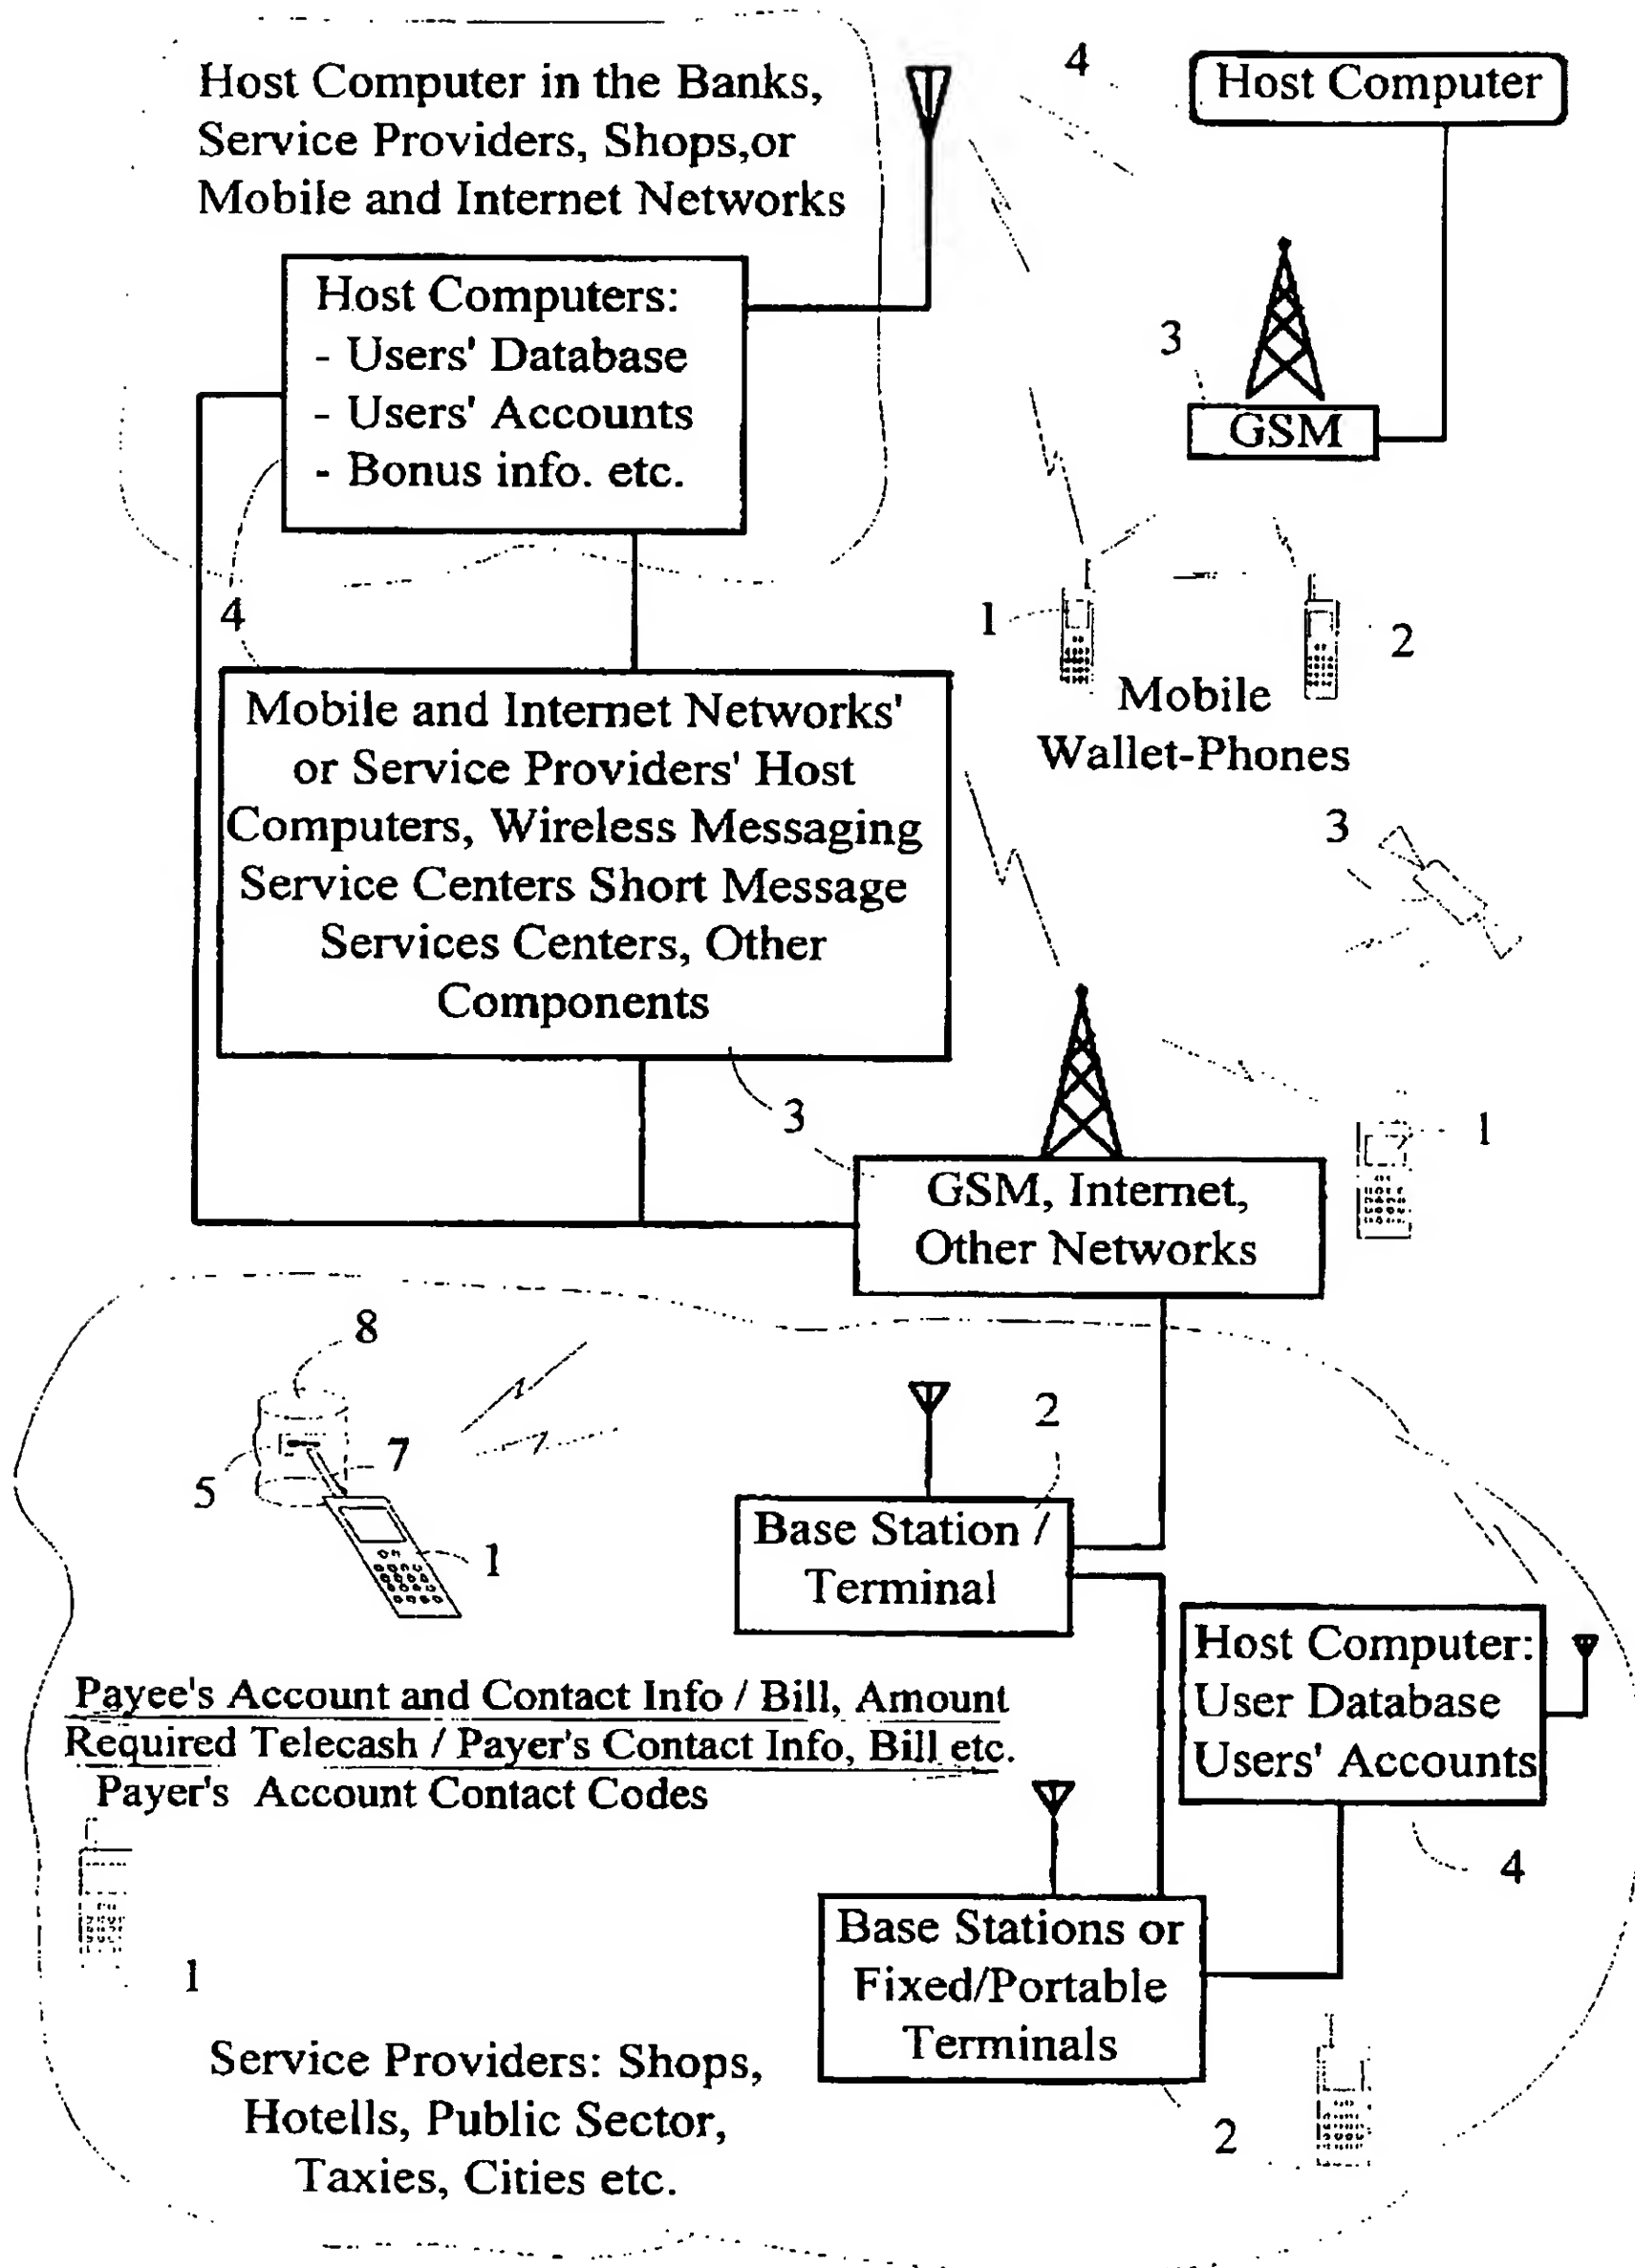 Host Computer in the Banks,
Service Providers, Shops,or
Mobile and Internet Networks
4
Host Computer
Host Computers:
- Users' Database
- Users' Accounts
- Bonus info. etc.
3
GSM
4
1
2
Mobile
Wallet-Phones
Mobile and Internet Networks'
or Service Providers' Host
Computers, Wireless Messaging
Service Centers Short Message
Services Centers, Other
Components
3
3
1
GSM, Internet,
Other Networks
8
5
7
1
2
Base Station /
Terminal
Host Computer:
User Database
Users' Accounts
4
Payee's Account and Contact Info / Bill, Amount
Required Telecash / Payer's Contact Info, Bill etc.
Payer's Account Contact Codes
1
Base Stations or
Fixed/Portable
Terminals
2
Service Providers: Shops,
Hotells, Public Sector,
Taxies, Cities etc.